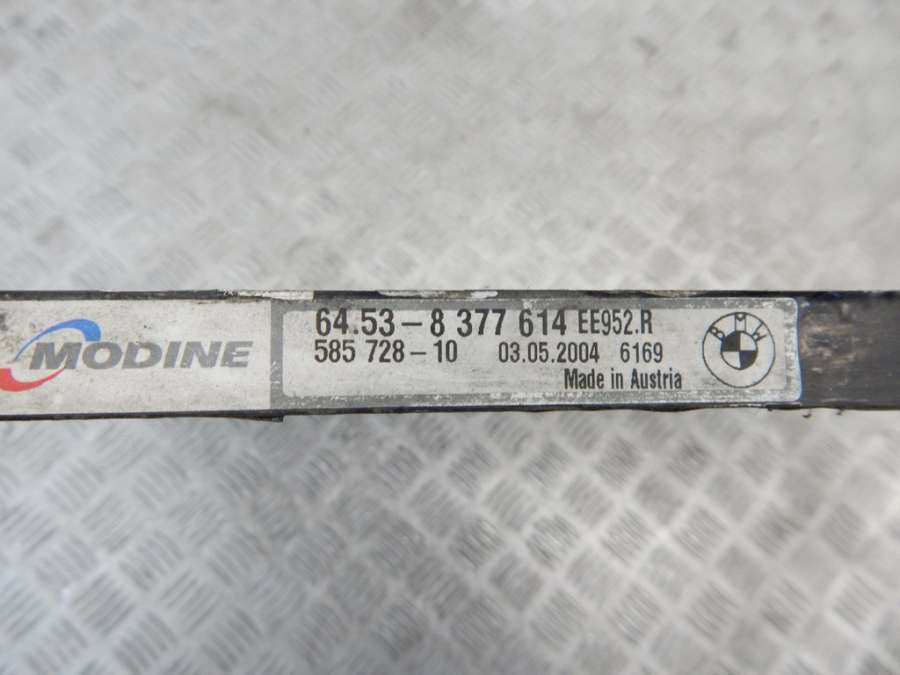 MODINE
64.53-8 377 614 EE952.R
585 728-10 03.05.2004 6169
Made in Austria
BMW